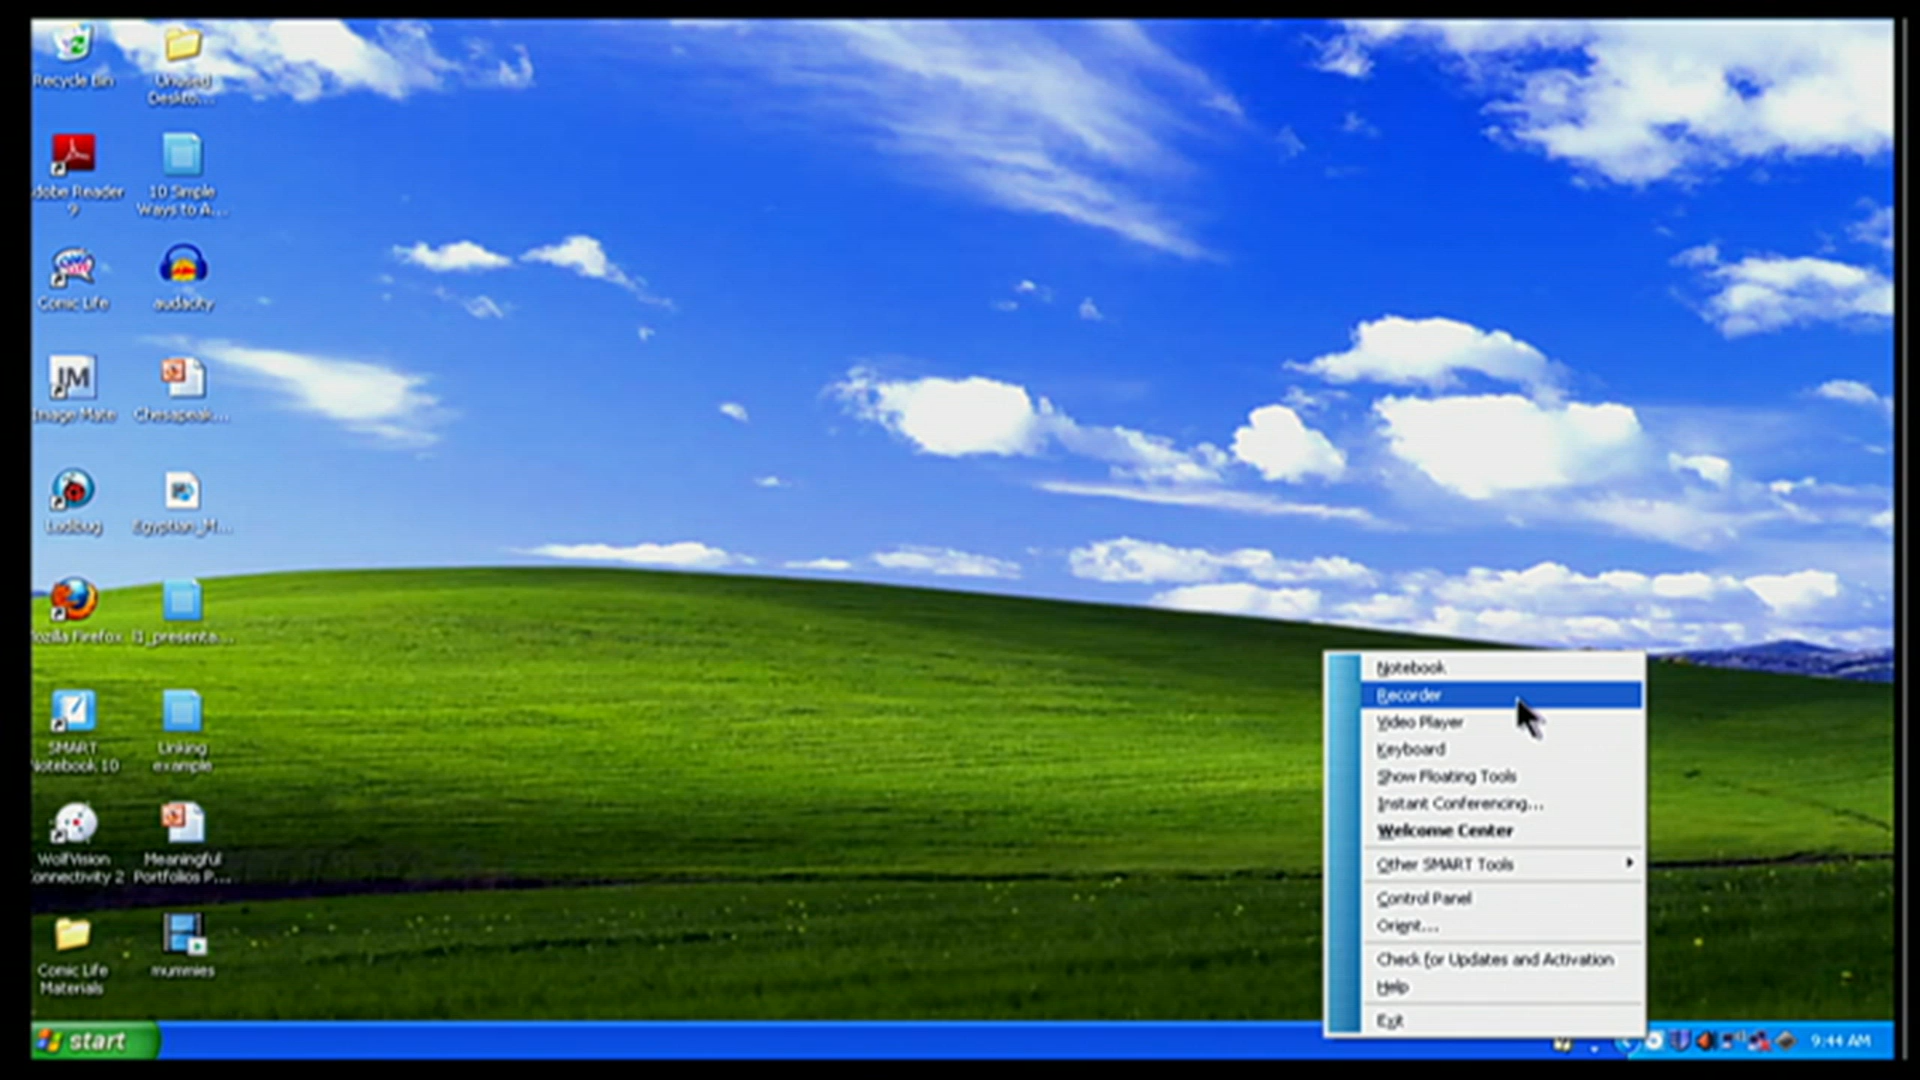 Recycle Bin
Unused
Deskto...
dobe Reader
9
10 Simple
Ways to A...
Comic Life
audacity
JM
Image Mate
Chesapeak...
Ladibug
Egyptian_M...
ozilla Firefox
l1_presenta...
SMART
Notebook 10
Linking
example
WolfVision
onnectivity 2
Meaningful
Portfolios P...
Comic Life
Materials
mummies
Notebook
Recorder
Video Player
Keyboard
Show Floating Tools
Instant Conferencing...
Welcome Center
Other SMART Tools
Control Panel
Orient...
Check for Updates and Activation
Help
Exit
start
9:44 AM